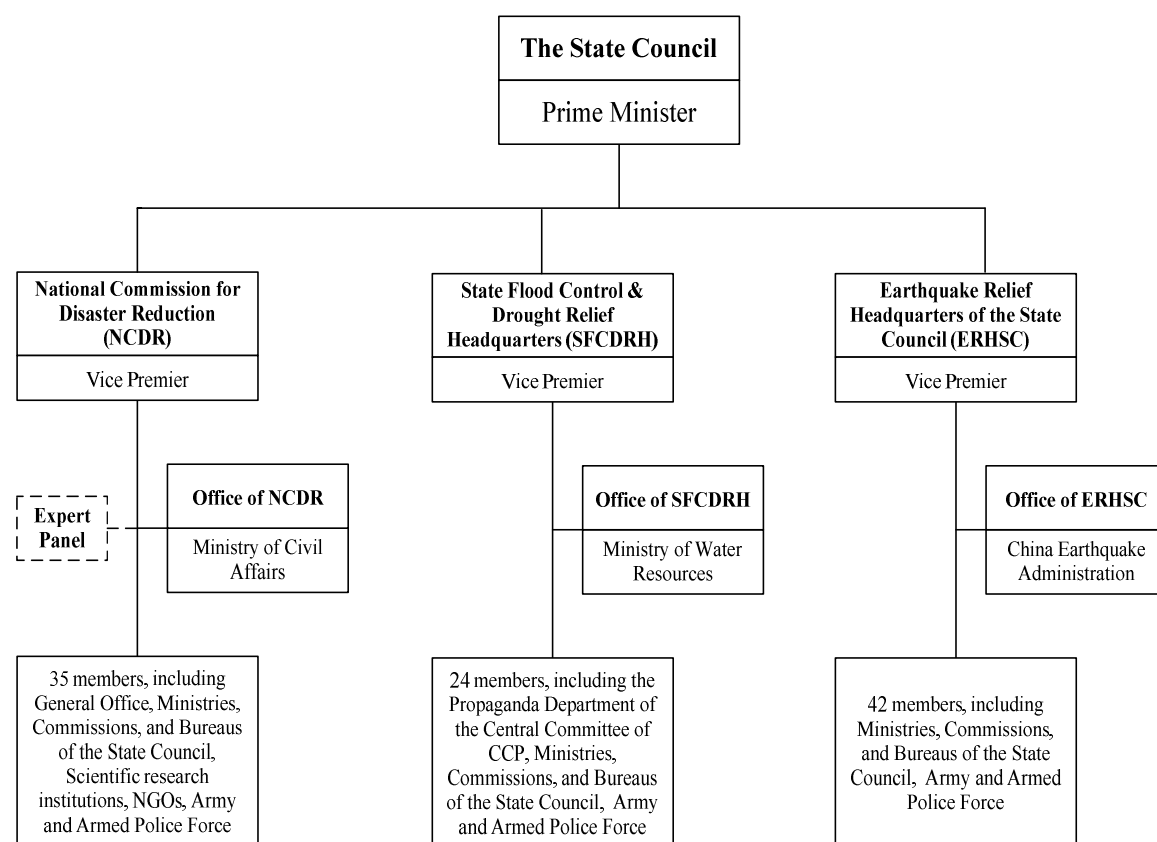 The State Council
Prime Minister
National Commission for
Disaster Reduction
(NCDR)
Vice Premier
State Flood Control &
Drought Relief
Headquarters (SFCDRH)
Vice Premier
Earthquake Relief
Headquarters of the State
Council (ERHSC)
Vice Premier
Expert
Panel
Office of NCDR
Ministry of Civil
Affairs
Office of SFCDRH
Ministry of Water
Resources
Office of ERHSC
China Earthquake
Administration
35 members, including
General Office, Ministries,
Commissions, and Bureaus
of the State Council,
Scientific research
institutions, NGOs, Army
and Armed Police Force
24 members, including the
Propaganda Department of
the Central Committee of
CCP, Ministries,
Commissions, and Bureaus
of the State Council, Army
and Armed Police Force
42 members, including
Ministries, Commissions,
and Bureaus of the State
Council, Army and Armed
Police Force